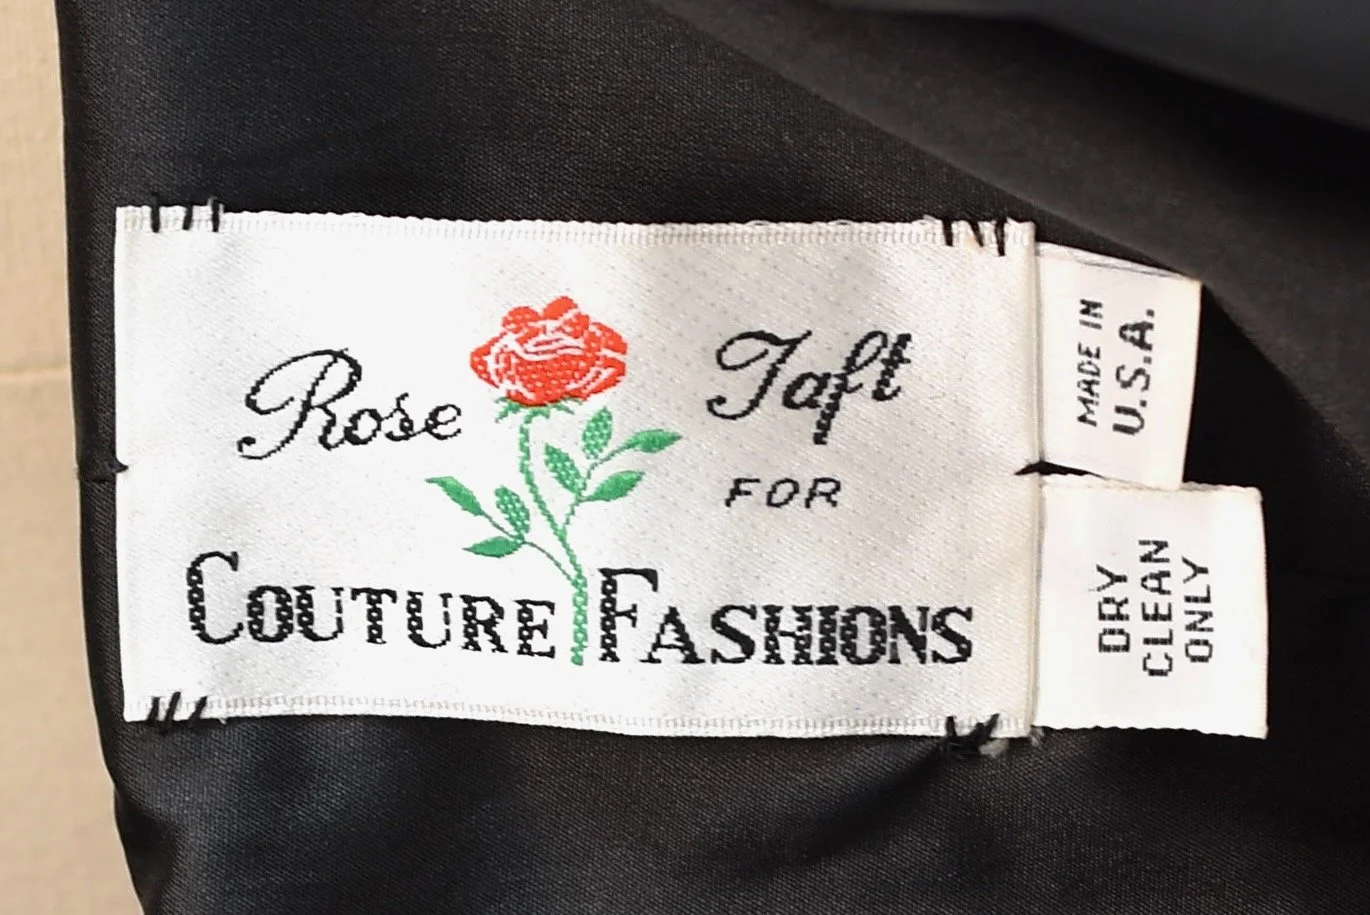 Rose Taft
FOR
COUTURE FASHIONS
MADE IN
U.S.A.
DRY
CLEAN
ONLY